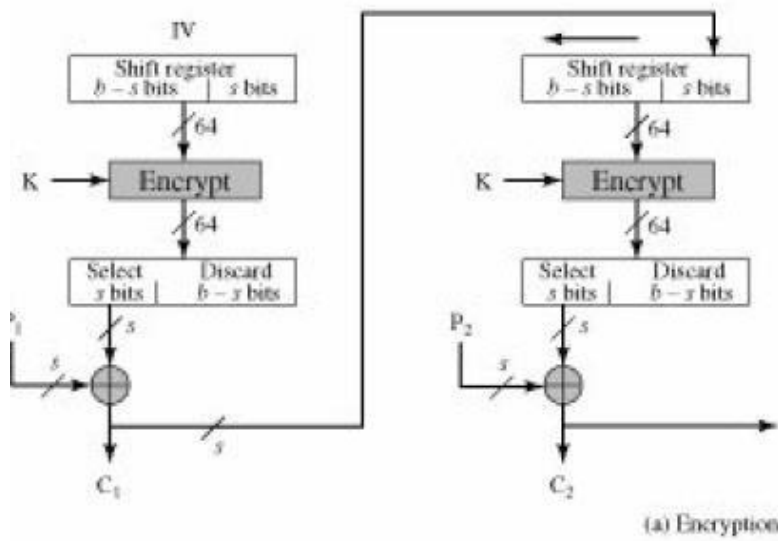 IV
Shift register
b – s bits | s bits
64
K
Encrypt
64
Select
s bits
Discard
b – s bits
s
P1
s
s
C1
Shift register
b – s bits | s bits
64
K
Encrypt
64
Select
s bits
Discard
b – s bits
s
P2
s
C2
(a) Encryption